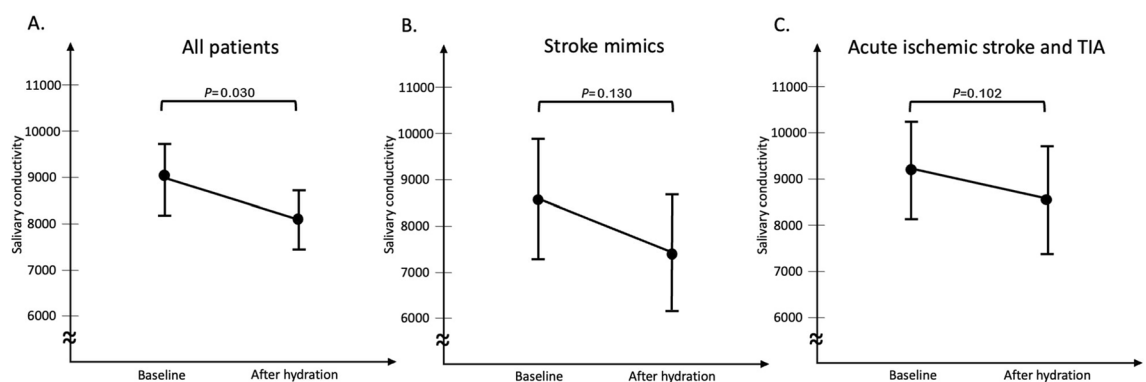 A.
All patients
11000
10000
9000
8000
7000
6000
Salivary conductivity
P=0.030
Baseline
After hydration
B.
Stroke mimics
11000
10000
9000
8000
7000
6000
Salivary conductivity
P=0.130
Baseline
After hydration
C.
Acute ischemic stroke and TIA
11000
10000
9000
8000
7000
6000
Salivary conductivity
P=0.102
Baseline
After hydration